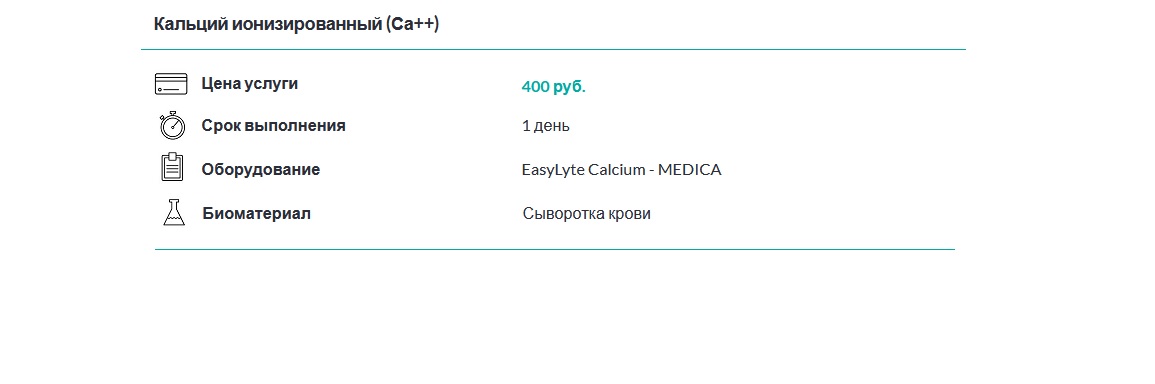 Кальций ионизированный (Ca++)
Цена услуги 400 руб.
Срок выполнения 1 день
Оборудование EasyLyte Calcium - MEDICA
Биоматериал Сыворотка крови